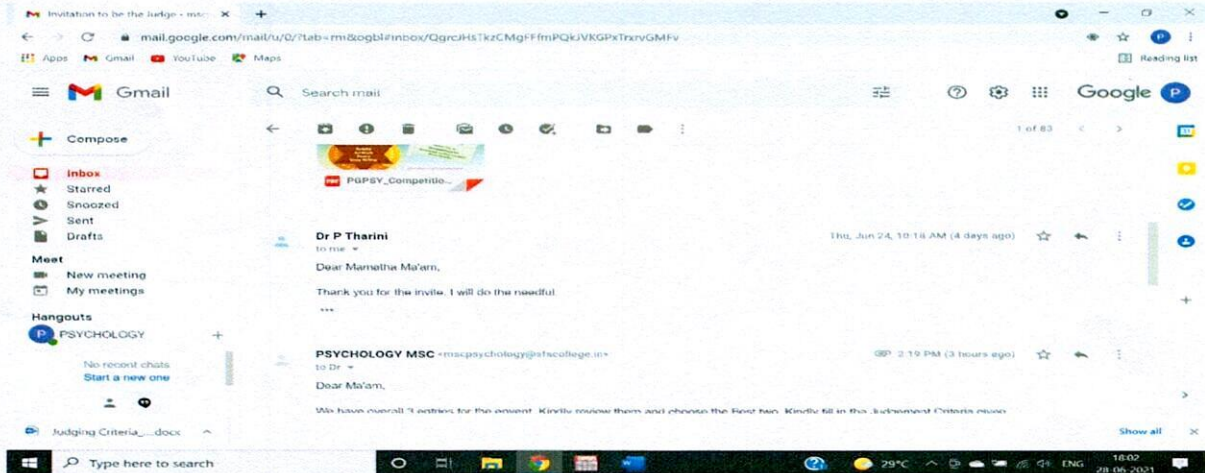 Invitation to be the Judge - msc
mail.google.com/mail/u/0/?tab=rm&ogbl#inbox/
Apps Gmail YouTube Maps Reading list
Gmail Search mail Google P
Compose 1 of 83
Inbox
PDF PGPSY_Competitio...
Starred
Snoozed
Sent
Drafts
Dr P Tharini Thu, Jun 24, 10:16 AM (4 days ago)
to me
Dear Mamatha Ma'am,
Meet
New meeting
My meetings
Thank you for the invite. I will do the needful.
Hangouts
P PSYCHOLOGY
PSYCHOLOGY MSC <mscpsychology@sfscollege.in> 2:19 PM (3 hours ago)
to Dr
No recent chats
Start a new one
Dear Ma'am,
We have overall 3 entries for the envent. Kindly review them and choose the Best two. Kindly fill in the Judgement Criteria given
Judging Criteria_....docx Show all
Type here to search 29°C ENG 18:02
28-06-2021